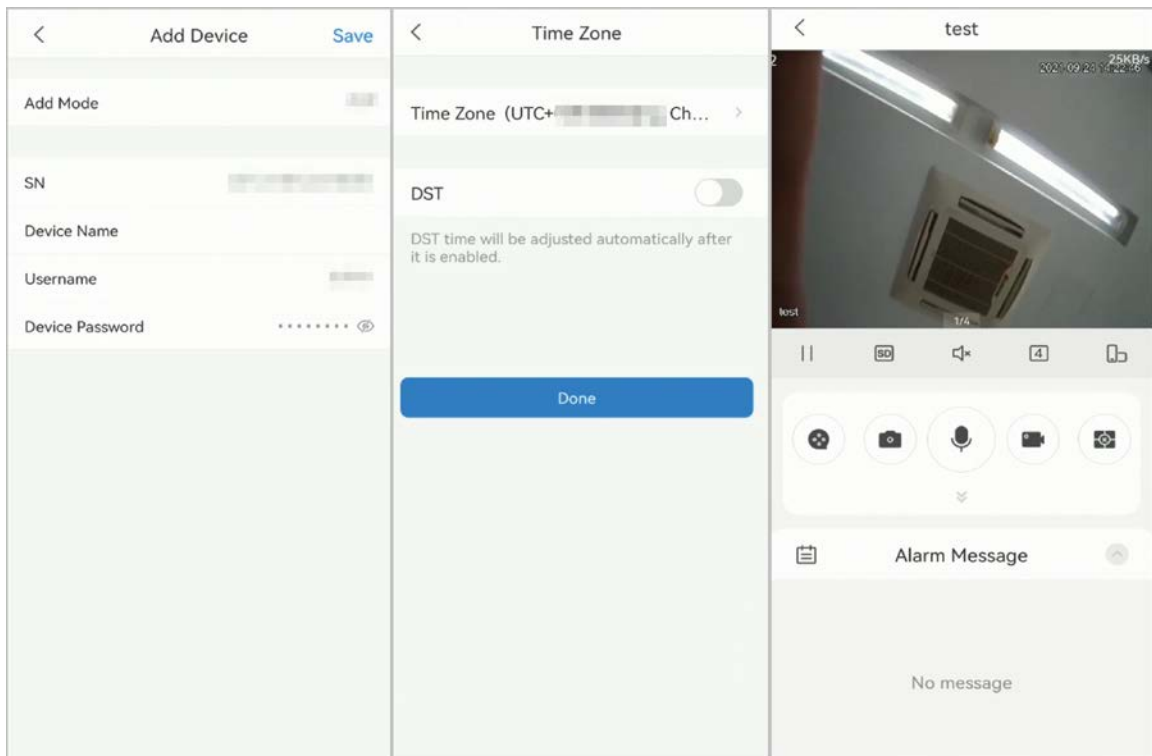 Add Device
Save
Add Mode
SN
Device Name
Username
Device Password
Time Zone
Time Zone (UTC+ Ch...
DST
DST time will be adjusted automatically after
it is enabled.
Done
test
25KB/s
test
1/4
SD
4
Alarm Message
No message